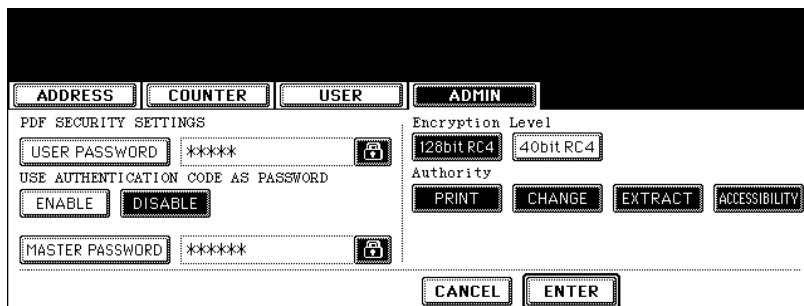 ADDRESS COUNTER USER ADMIN
PDF SECURITY SETTINGS
USER PASSWORD *****
USE AUTHENTICATION CODE AS PASSWORD
ENABLE DISABLE
MASTER PASSWORD ******
Encryption Level
128bit RC4 40bit RC4
Authority
PRINT CHANGE EXTRACT ACCESSIBILITY
CANCEL ENTER